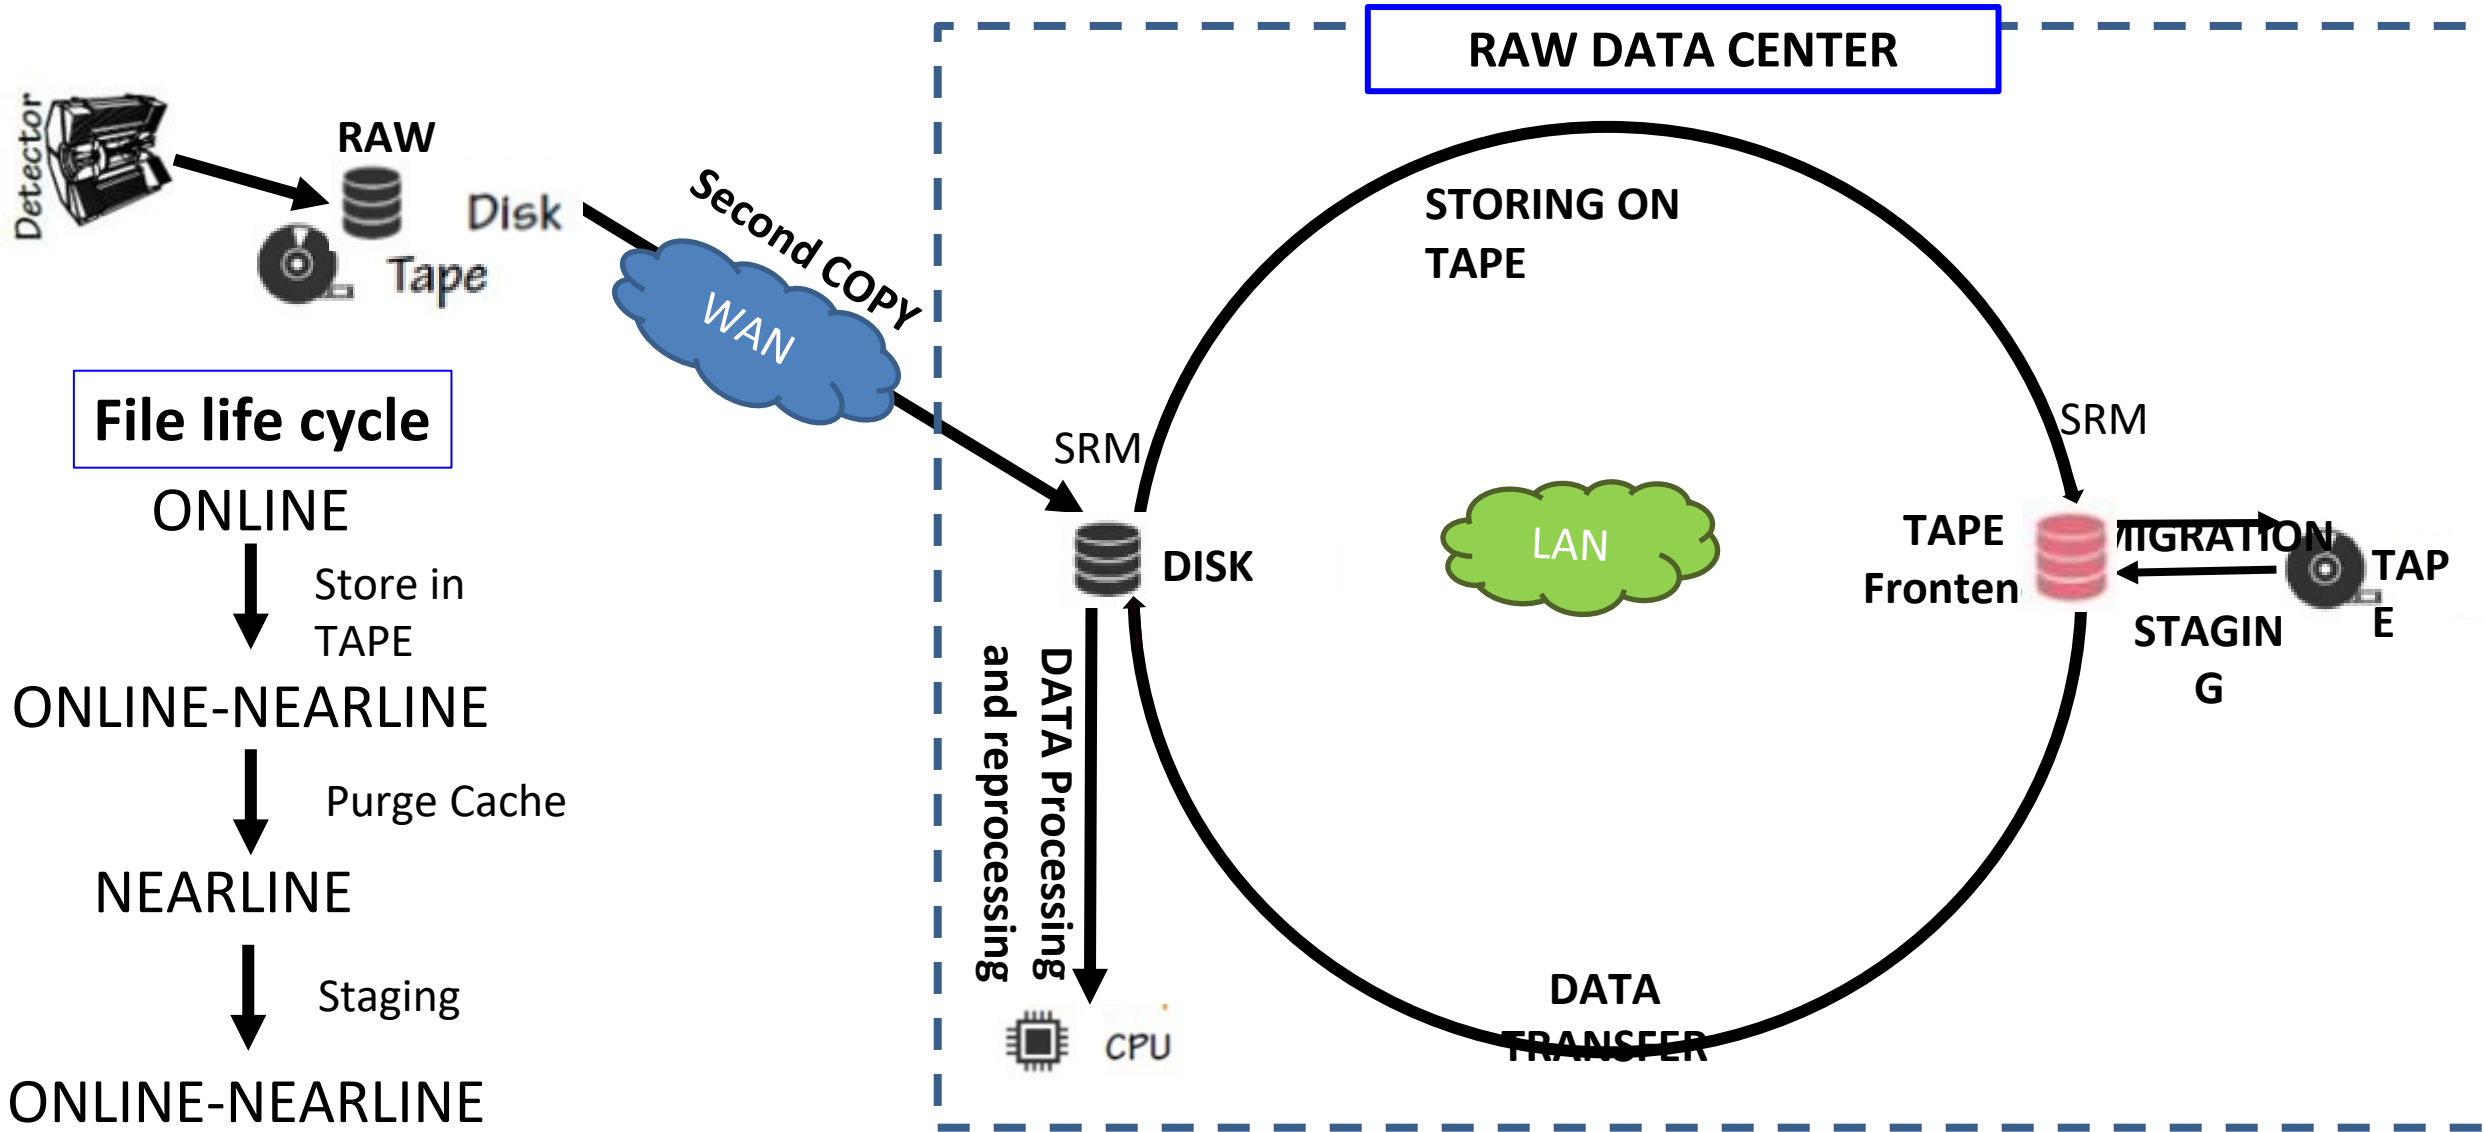 RAW DATA CENTER
Detector
RAW
Disk
Tape
Second COPY
WAN
STORING ON
TAPE
File life cycle
ONLINE
Store in
TAPE
ONLINE-NEARLINE
Purge Cache
NEARLINE
Staging
ONLINE-NEARLINE
SRM
DISK
LAN
SRM
TAPE
Fronten
MIGRATION
TAP
E
STAGIN
G
DATA Processing
and reprocessing
CPU
DATA
TRANSFER